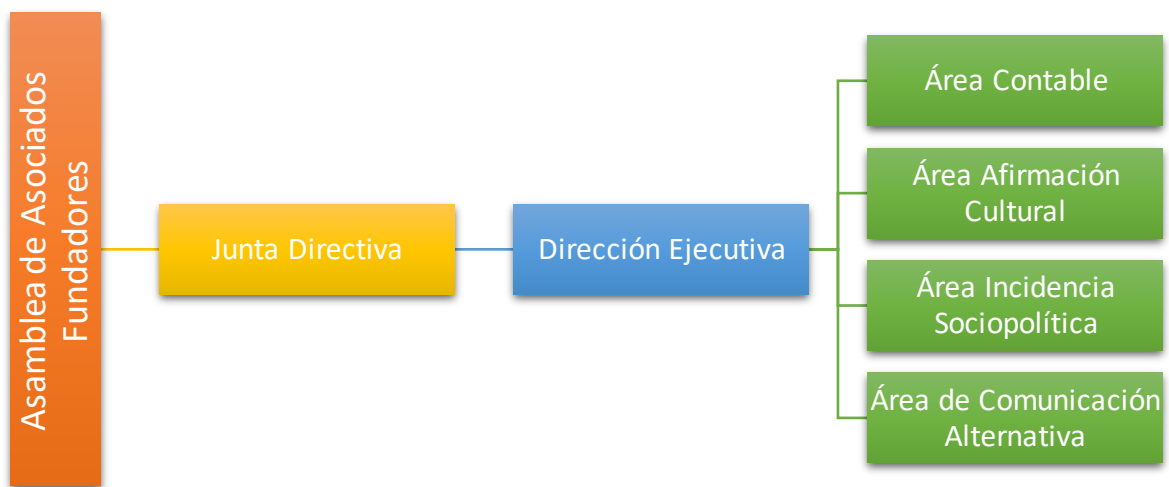 Asamblea de Asociados
Fundadores
Junta Directiva
Dirección Ejecutiva
Área Contable
Área Afirmación
Cultural
Área Incidencia
Sociopolítica
Área de Comunicación
Alternativa